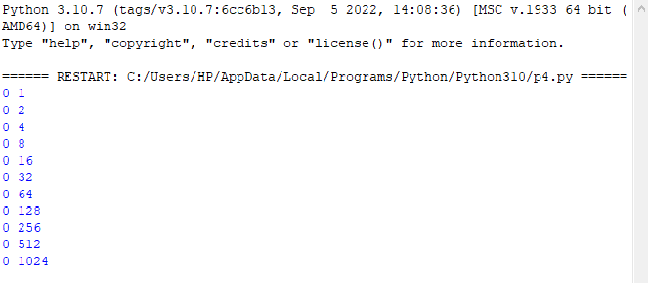 Python 3.10.7 (tags/v3.10.7:6cc6b13, Sep  5 2022, 14:08:36) [MSC v.1933 64 bit (
AMD64)] on win32
Type "help", "copyright", "credits" or "license()" for more information.
====== RESTART: C:/Users/HP/AppData/Local/Programs/Python/Python310/p4.py ======
0 1
0 2
0 4
0 8
0 16
0 32
0 64
0 128
0 256
0 512
0 1024